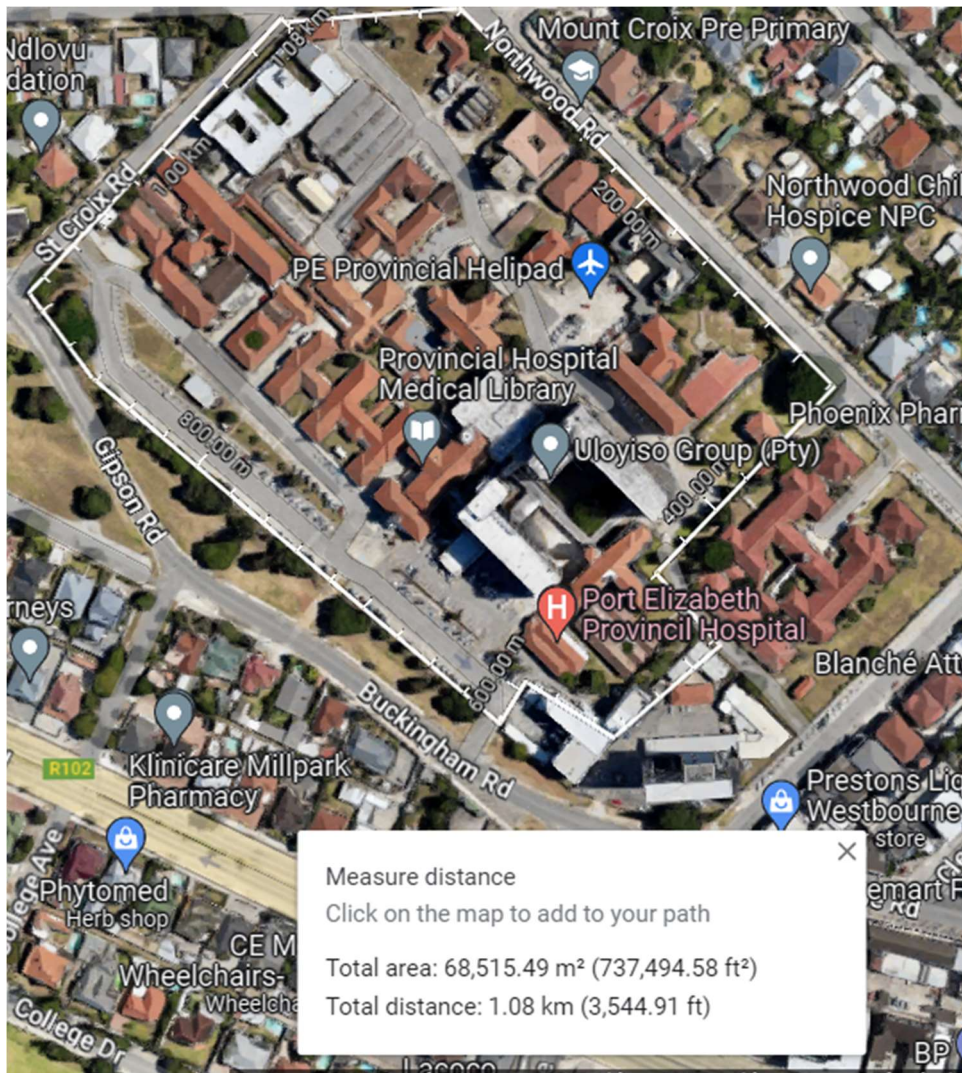 Ndlovu
dation
1.08 km
Northwood Rd
Mount Croix Pre Primary
St Croix Rd
1.00 km
200.00 m
Northwood Chil
Hospice NPC
PE Provincial Helipad
Provincial Hospital
Medical Library
800.00 m
Uloyiso Group (Pty)
Phoenix Pharr
400.00 m
Gipson Rd
Port Elizabeth
Provincil Hospital
rneys
600.00 m
Blanché Att
Buckingham Rd
R102
Klinicare Millpark
Pharmacy
Prestons Liq
Westbourne
store
Phytomed
Herb shop
College Ave
CE M
Wheelchairs-
Wheelcha
College Dr
Measure distance
Click on the map to add to your path
Total area: 68,515.49 m² (737,494.58 ft²)
Total distance: 1.08 km (3,544.91 ft)
emart F
Rd
BP